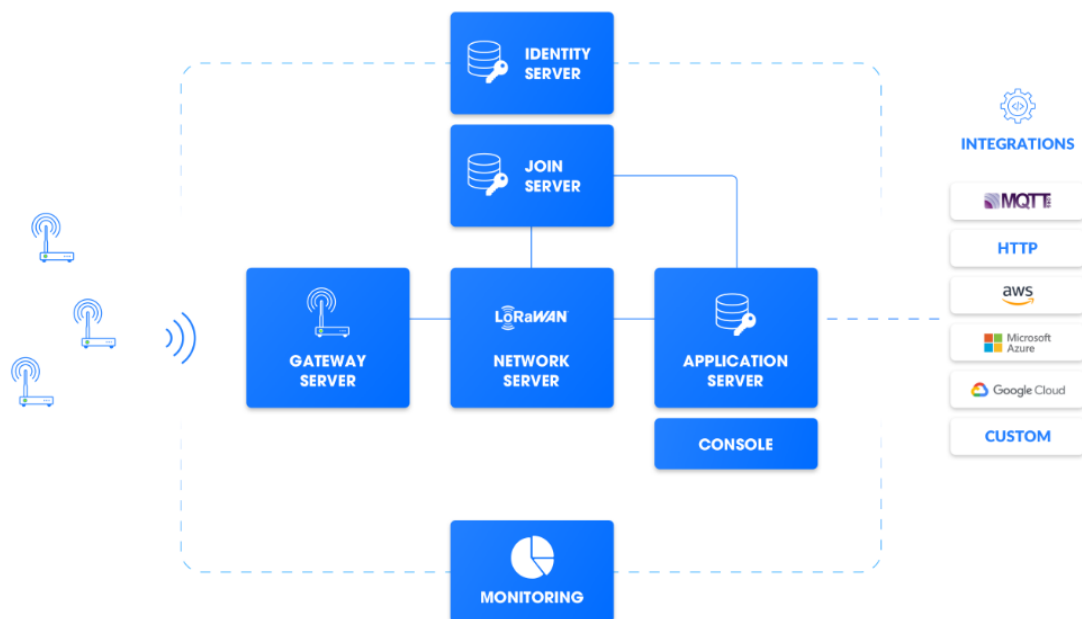 IDENTITY
SERVER
JOIN
SERVER
GATEWAY
SERVER
LoRaWAN
NETWORK
SERVER
APPLICATION
SERVER
CONSOLE
MONITORING
INTEGRATIONS
MQTT
HTTP
aws
Microsoft
Azure
Google Cloud
CUSTOM